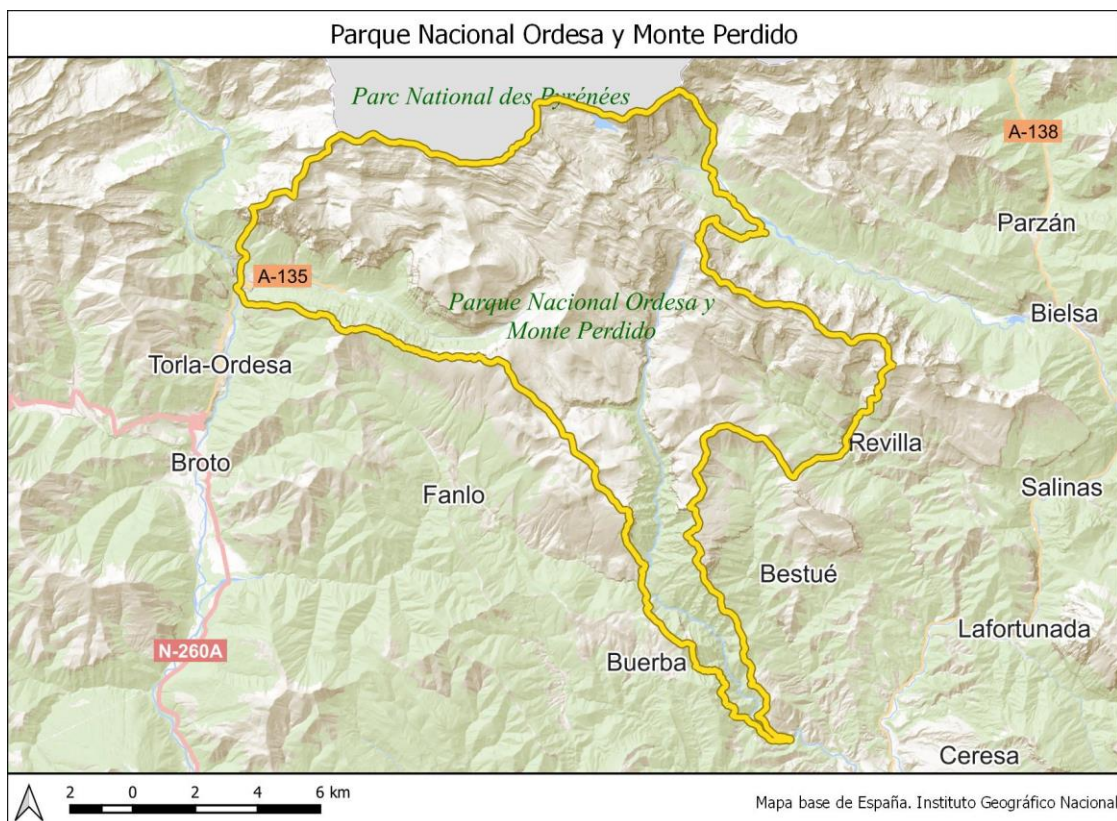 Parque Nacional Ordesa y Monte Perdido
Parc National des Pyrénées
A-138
Parzán
A-135
Parque Nacional Ordesa y
Monte Perdido
Bielsa
Torla-Ordesa
Revilla
Broto
Fanlo
Salinas
Bestué
Lafortunada
N-260A
Buerba
Ceresa
2 0 2 4 6 km
Mapa base de España. Instituto Geográfico Nacional